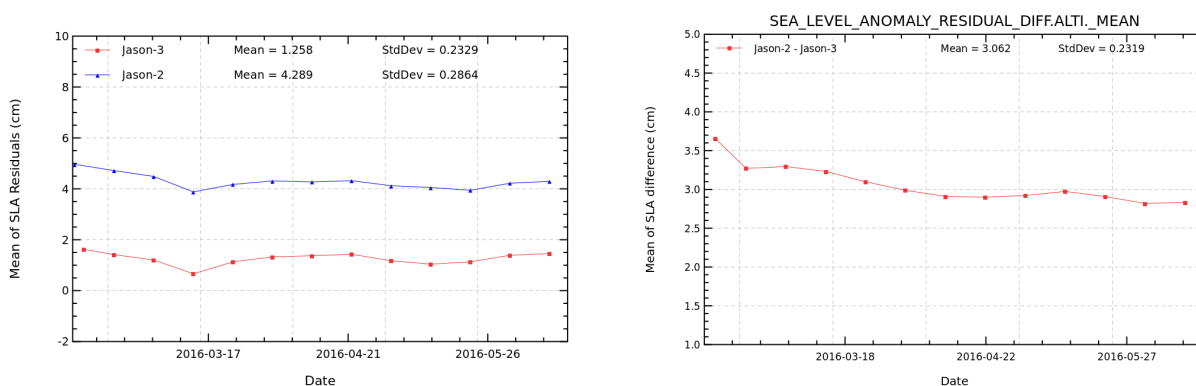 10
8
6
4
2
0
-2
Mean of SLA Residuals (cm)
Jason-3 Mean = 1.258 StdDev = 0.2329
Jason-2 Mean = 4.289 StdDev = 0.2864
2016-03-17 2016-04-21 2016-05-26
Date
SEA_LEVEL_ANOMALY_RESIDUAL_DIFF.ALTI._MEAN
5.0
4.5
4.0
3.5
3.0
2.5
2.0
1.5
1.0
Mean of SLA difference (cm)
Jason-2 - Jason-3 Mean = 3.062 StdDev = 0.2319
2016-03-18 2016-04-22 2016-05-27
Date